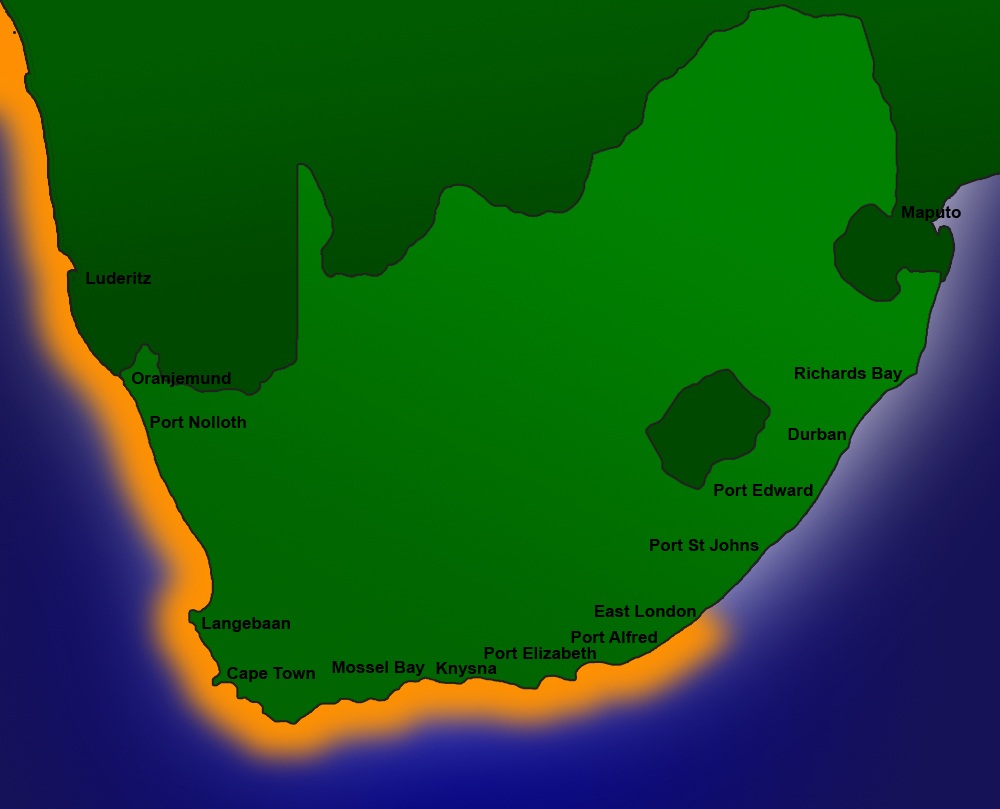 Maputo
Luderitz
Richards Bay
Oranjemund
Port Nolloth
Durban
Port Edward
Port St Johns
East London
Langebaan
Port Alfred
Port Elizabeth
Mossel Bay
Knysna
Cape Town